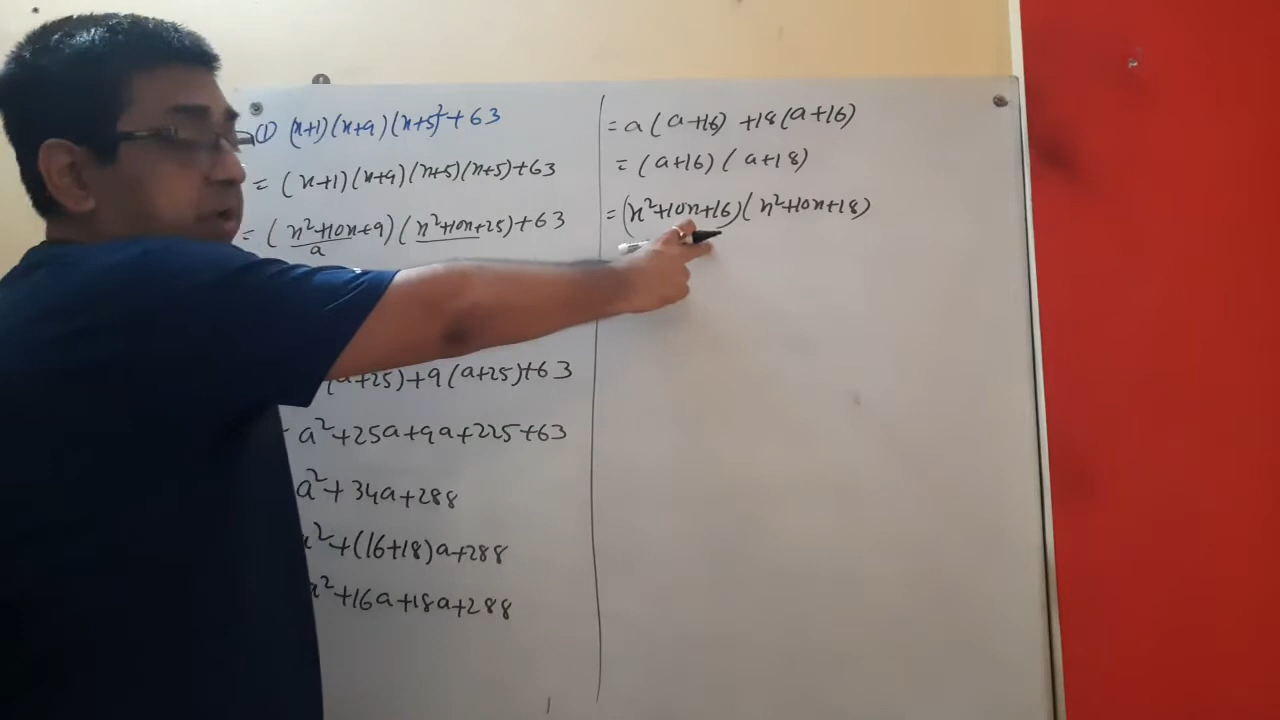 ① (x+1)(x+9)(x+5)²+63
= (x+1)(x+9)(x+5)(x+5)+63
= (x²+10x+9)(x²+10x+25)+63
a
(a+25)+9(a+25)+63
a²+25a+9a+225+63
a²+34a+288
a²+(16+18)a+288
a²+16a+18a+288
= a(a+16)+18(a+16)
= (a+16)(a+18)
= (x²+10x+16)(x²+10x+18)